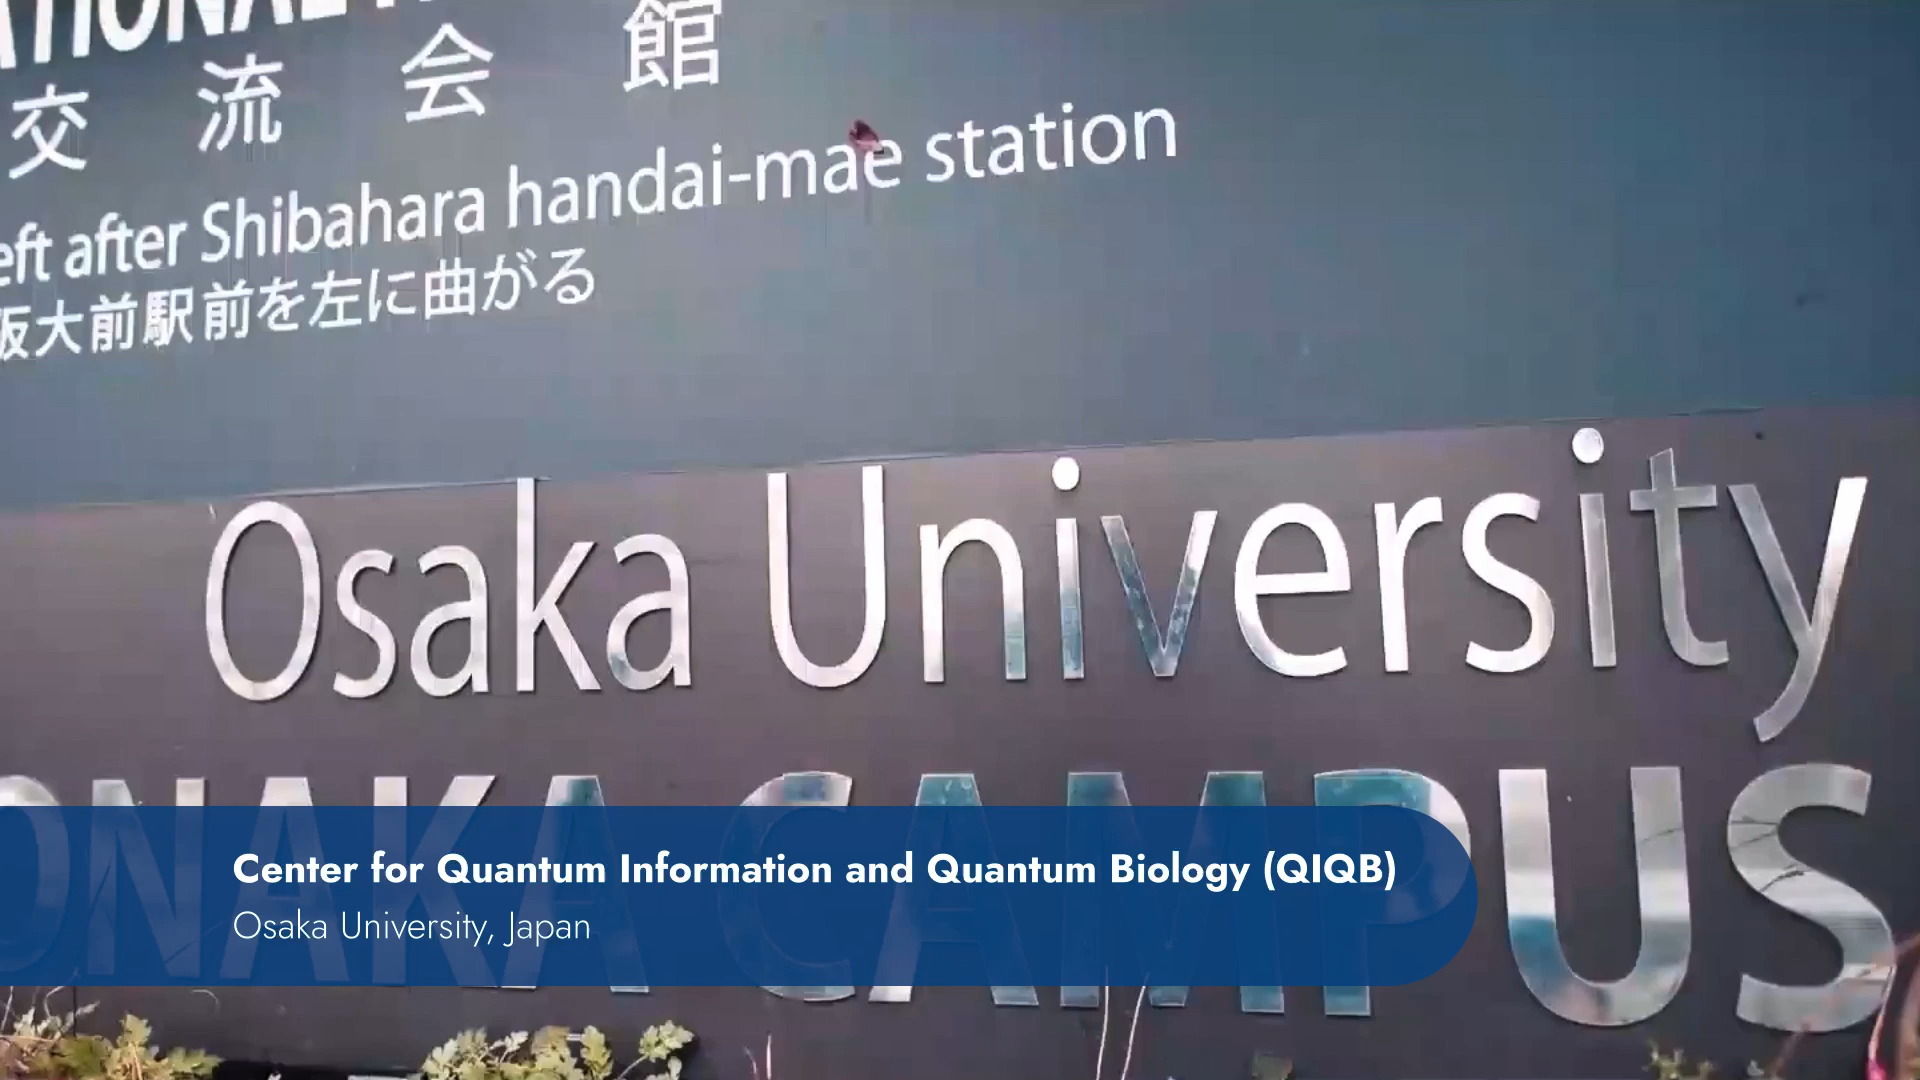 交流会館
after Shibahara handai-mae station
阪大前駅前を左に曲がる
Osaka University
CAMPUS
Center for Quantum Information and Quantum Biology (QIQB)
Osaka University, Japan